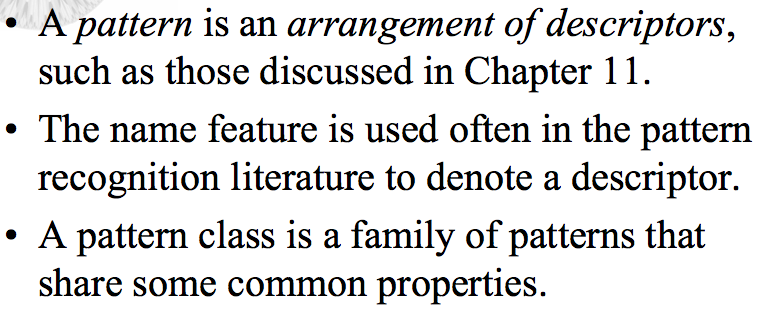 • A pattern is an arrangement of descriptors,
such as those discussed in Chapter 11.
• The name feature is used often in the pattern
recognition literature to denote a descriptor.
• A pattern class is a family of patterns that
share some common properties.